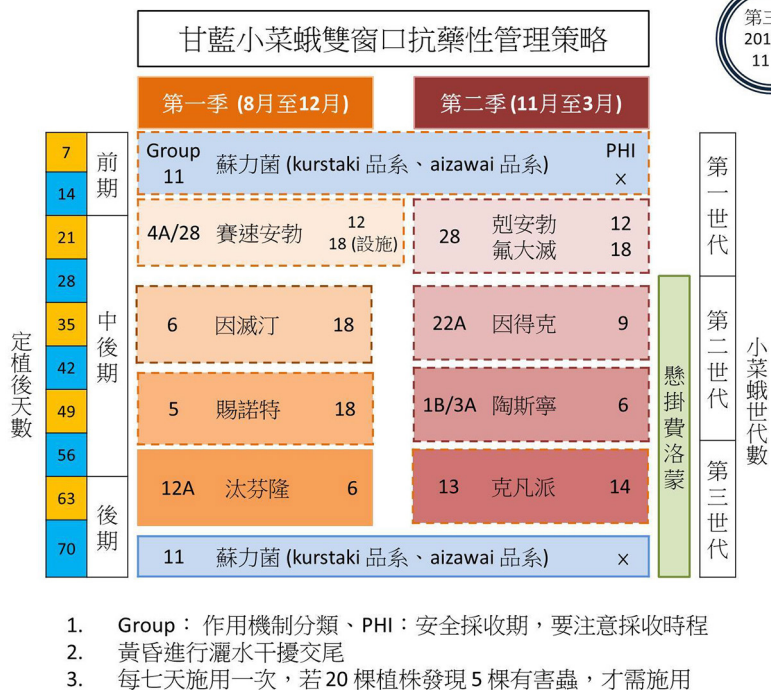 甘藍小菜蛾雙窗口抗藥性管理策略
第三
201
11
第一季 (8月至12月)
第二季 (11月至3月)
定植後天數
7
14
21
28
35
42
49
56
63
70
前期
中後期
後期
Group
11
蘇力菌 (kurstaki 品系、aizawai 品系)
PHI
×
4A/28 賽速安勃 12
18 (設施)
28
剋安勃 12
氟大滅 18
6 因滅汀 18
22A 因得克 9
5 賜諾特 18
1B/3A 陶斯寧 6
12A 汰芬隆 6
13 克凡派 14
11 蘇力菌 (kurstaki 品系、aizawai 品系) ×
懸掛費洛蒙
第一世代
第二世代
第三世代
小菜蛾世代數
1. Group： 作用機制分類、PHI：安全採收期，要注意採收時程
2. 黃昏進行灑水干擾交尾
3. 每七天施用一次，若 20 棵植株發現 5 棵有害蟲，才需施用